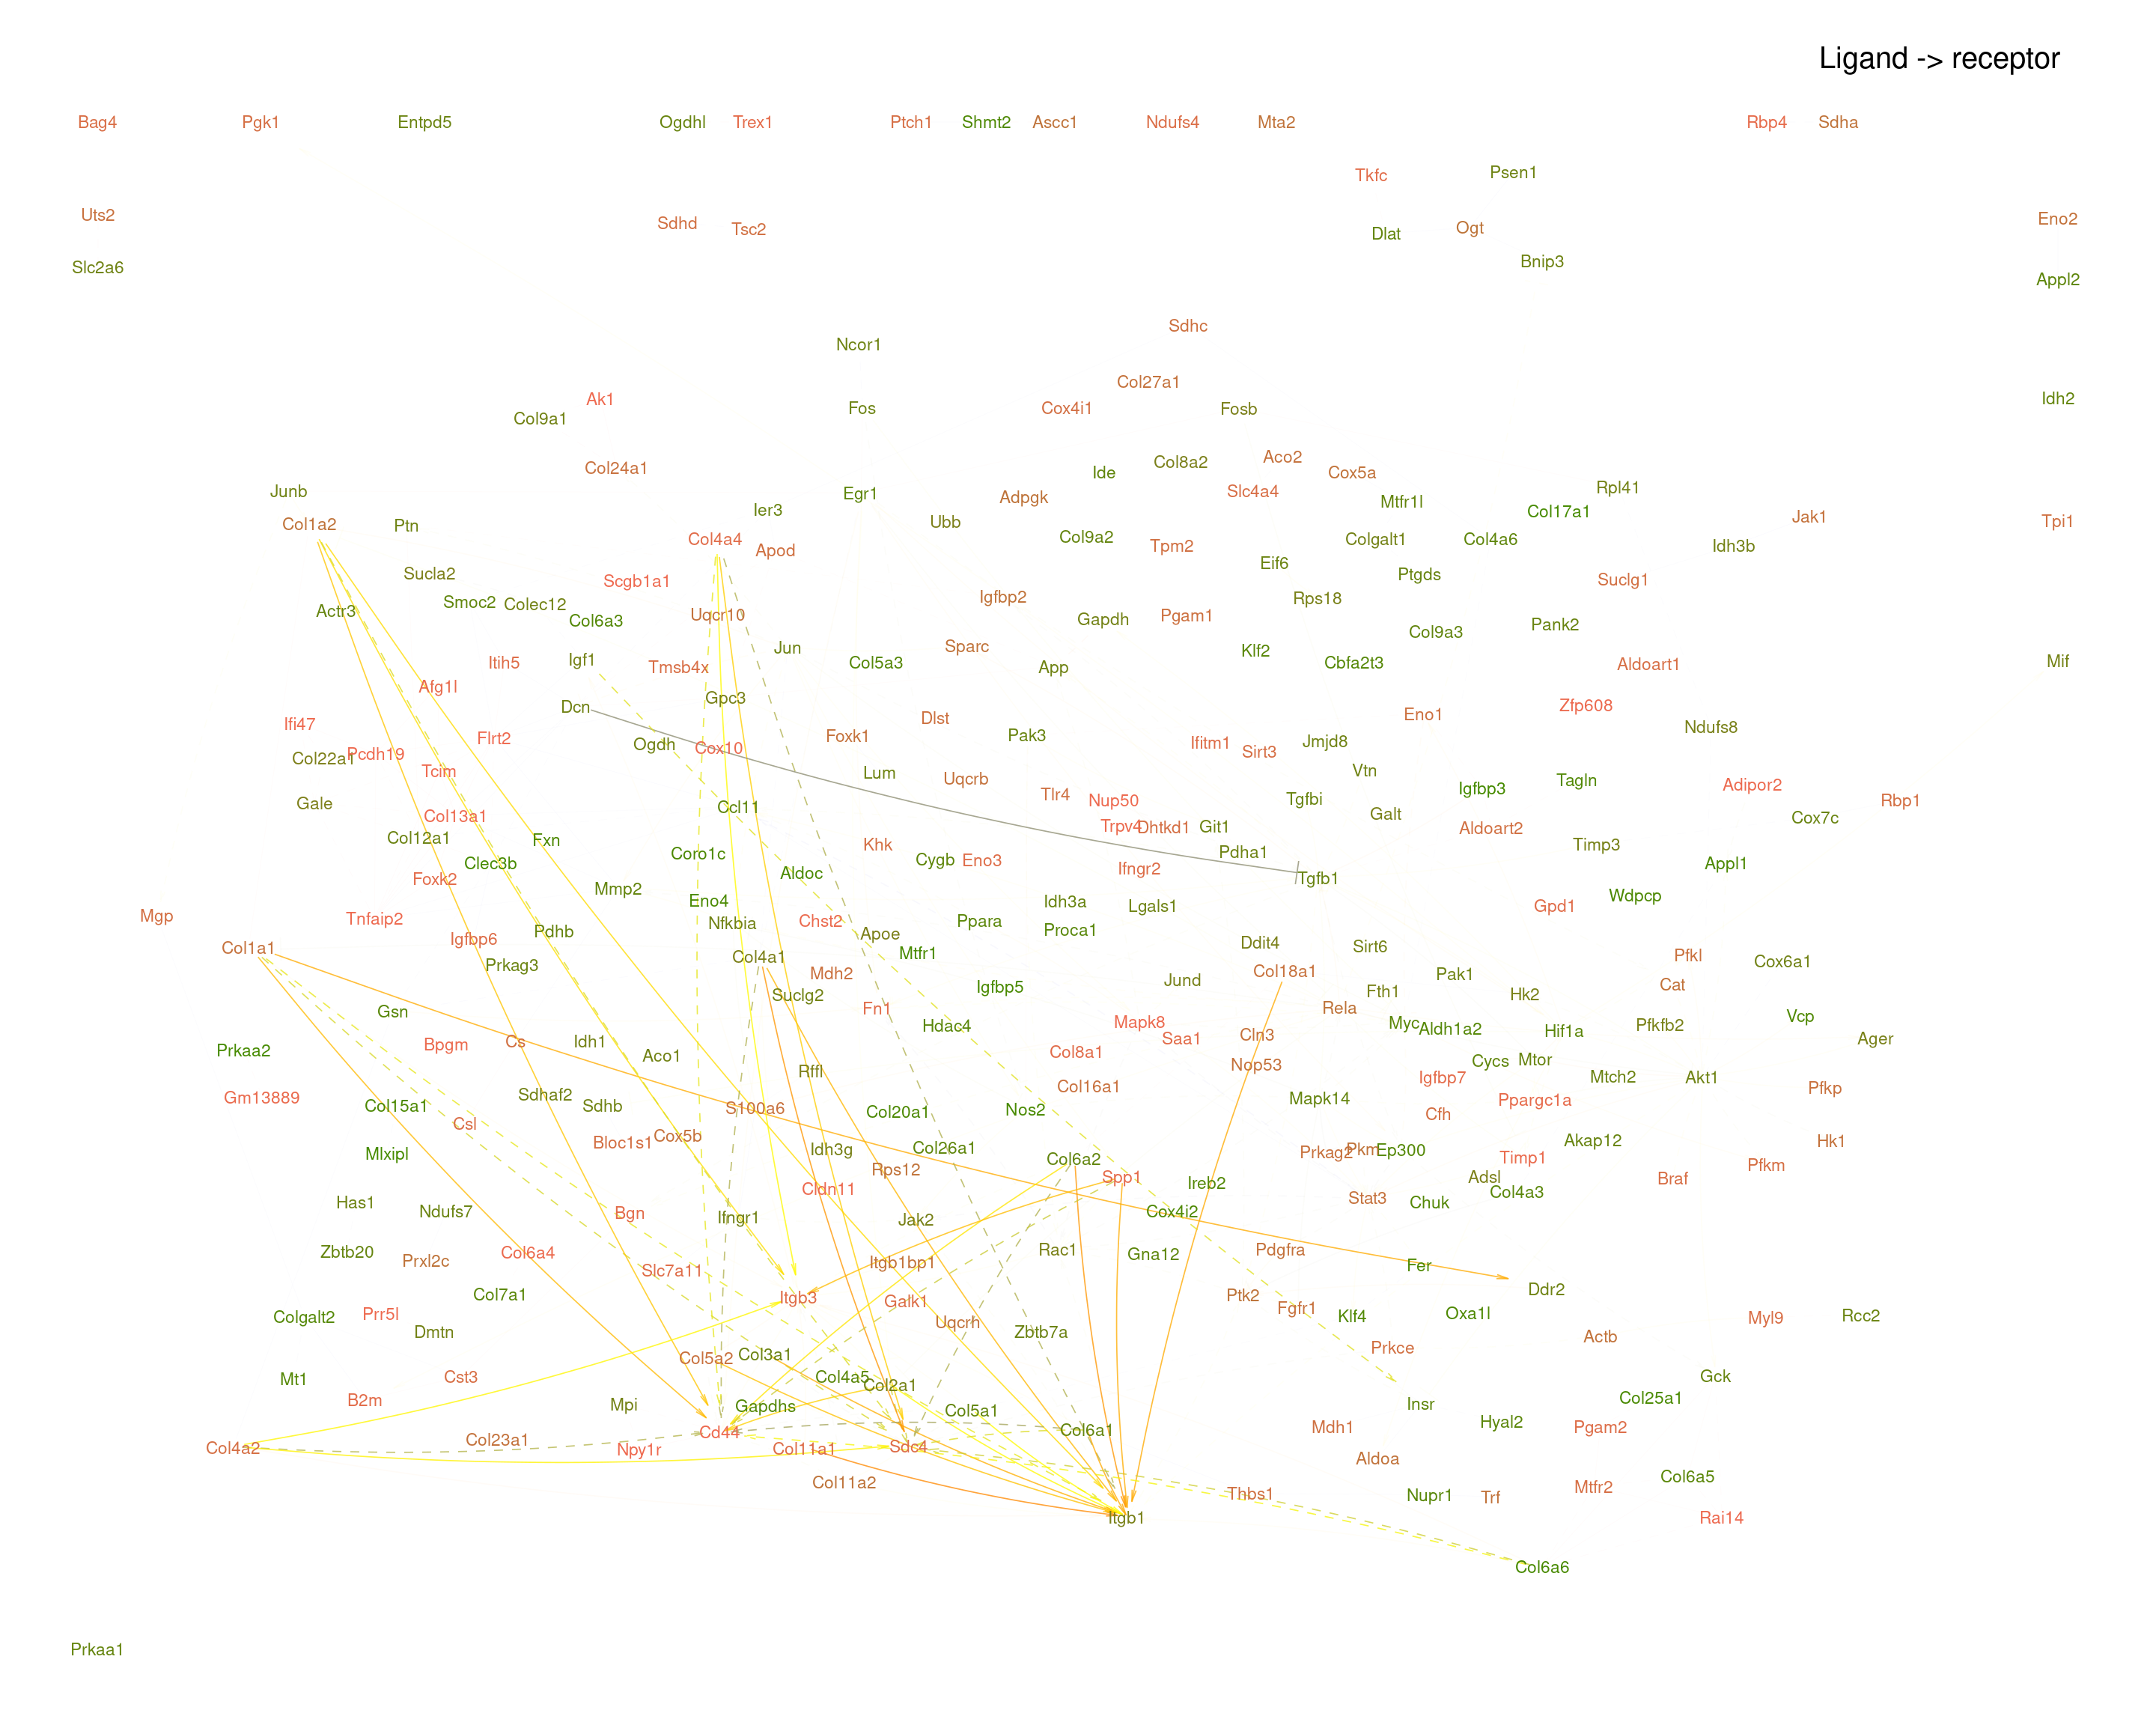 Ligand -> receptor
Bag4 Pgk1 Entpd5 Ogdhl Trex1 Ptch1 Shmt2 Ascc1 Ndufs4 Mta2 Rbp4 Sdha
Tkfc Psen1
Uts2 Sdhd Tsc2 Dlat Ogt Eno2
Slc2a6 Bnip3 Appl2
Sdhc
Ncor1
Col27a1
Ak1 Col9a1 Fos Cox4i1 Fosb Idh2
Col24a1 Ide Col8a2 Aco2 Cox5a
Junb Egr1 Adpgk Slc4a4 Mtfr1l Rpl41
Col1a2 Ptn Ier3 Ubb Col17a1 Jak1 Tpi1
Col4a4 Apod Col9a2 Tpm2 Colgalt1 Col4a6 Idh3b
Sucla2 Scgb1a1 Eif6 Ptgds Suclg1
Actr3 Smoc2 Colec12 Col6a3 Uqcr10 Igfbp2 Gapdh Pgam1 Rps18 Col9a3 Pank2
Itih5 Igf1 Tmsb4x Jun Col5a3 Sparc App Klf2 Cbfa2t3 Aldoart1 Mif
Afg1l Dcn Gpc3 Dlst Eno1 Zfp608
Ifi47 Pcdh19 Flrt2 Ogdh Cox10 Foxk1 Pak3 Ifitm1 Sirt3 Jmjd8 Ndufs8
Col22a1 Tcim Lum Uqcrb Vtn Igfbp3 Tagln Adipor2
Gale Col13a1 Ccl11 Tlr4 Nup50 Tgfbi Galt Rbp1
Col12a1 Fxn Khk Trpv4 Dhtkd1 Git1 Aldoart2 Cox7c
Clec3b Coro1c Aldoc Cygb Eno3 Ifngr2 Pdha1 Timp3 Appl1
Foxk2 Mmp2 Eno4 Idh3a Lgals1 Tgfb1 Gpd1 Wdpcp
Mgp Tnfaip2 Pdhb Nfkbia Chst2 Apoe Ppara Proca1
Col1a1 Igfbp6 Prkag3 Col4a1 Mtfr1 Ddit4 Sirt6 Pfkl Cox6a1
Mdh2 Suclg2 Igfbp5 Jund Col18a1 Pak1 Fth1 Hk2 Cat
Gsn Fn1 Hdac4 Mapk8 Rela Myc Aldh1a2 Hif1a Pfkfb2 Vcp
Prkaa2 Bpgm Cs Idh1 Aco1 Col8a1 Saa1 Cln3 Ager
Rffl Nop53 Cycs Mtor
Gm13889 Col15a1 Sdhaf2 Sdhb S100a6 Col20a1 Nos2 Col16a1 Mapk14 Igfbp7 Ppargc1a Mtch2 Akt1 Pfkp
Csl Bloc1s1 Cox5b Cfh
Mlxipl Idh3g Col26a1 Rps12 Col6a2 Prkag2 Pkm Ep300 Timp1 Akap12 Hk1
Has1 Ndufs7 Bgn Cldn11 Spp1 Ireb2 Stat3 Chuk Adsl Col4a3 Braf Pfkm
Ifngr1 Jak2 Cox4i2
Zbtb20 Prxl2c Col6a4 Slc7a11 Itgb1bp1 Rac1 Gna12 Pdgfra Fer
Col7a1 Itgb3 Galk1 Ptk2 Fgfr1 Ddr2
Colgalt2 Prr5l Dmtn Uqcrh Zbtb7a Klf4 Oxa1l Myl9 Rcc2
Col5a2 Col3a1 Prkce Actb
Mt1 B2m Cst3 Col4a5 Col2a1 Gck
Mpi Gapdhs Col5a1 Insr Col25a1
Col4a2 Col23a1 Npy1r Cd44 Col11a1 Sdc4 Col6a1 Mdh1 Hyal2 Pgam2
Col11a2 Thbs1 Aldoa Nupr1 Trf Mtfr2 Col6a5
Itgb1 Rai14
Col6a6
Prkaa1